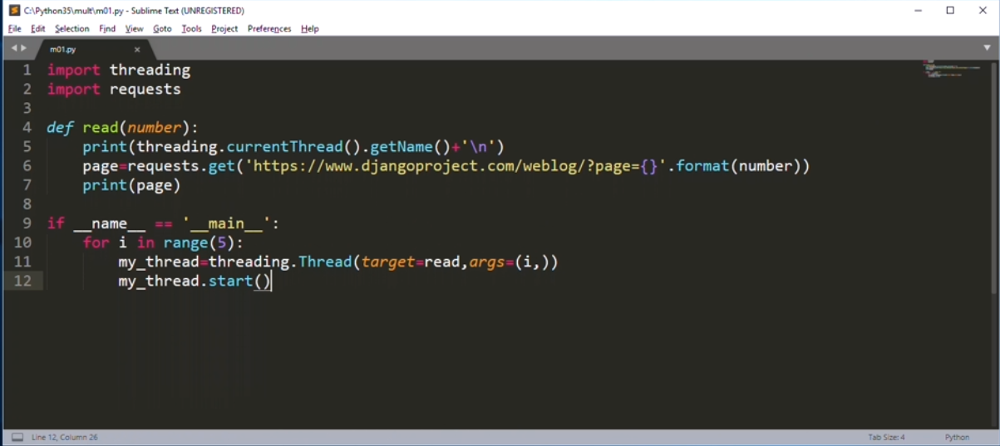 C:\Python35\mult\m01.py - Sublime Text (UNREGISTERED)
File Edit Selection Find View Goto Tools Project Preferences Help
m01.py
1 import threading
2 import requests
3
4 def read(number):
5     print(threading.currentThread().getName()+'\n')
6     page=requests.get('https://www.djangoproject.com/weblog/?page={}'.format(number))
7     print(page)
8
9 if __name__ == '__main__':
10     for i in range(5):
11         my_thread=threading.Thread(target=read,args=(i,))
12         my_thread.start()
Line 12, Column 26 Tab Size: 4 Python